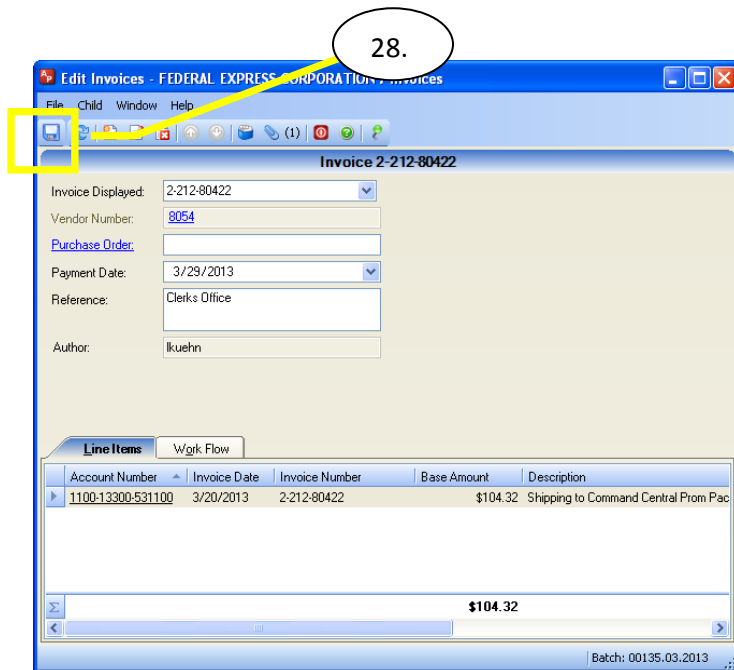 28.
Edit Invoices - FEDERAL EXPRESS CORPORATION / Invoices
File Child Window Help
(1)
Invoice 2-212-80422
Invoice Displayed: 2-212-80422
Vendor Number: 8054
Purchase Order:
Payment Date: 3/29/2013
Reference: Clerks Office
Author: lkuehn
Line Items Work Flow
Account Number Invoice Date Invoice Number Base Amount Description
1100-13300-531100 3/20/2013 2-212-80422 $104.32 Shipping to Command Central Prom Pac
Σ $104.32
Batch: 00135.03.2013